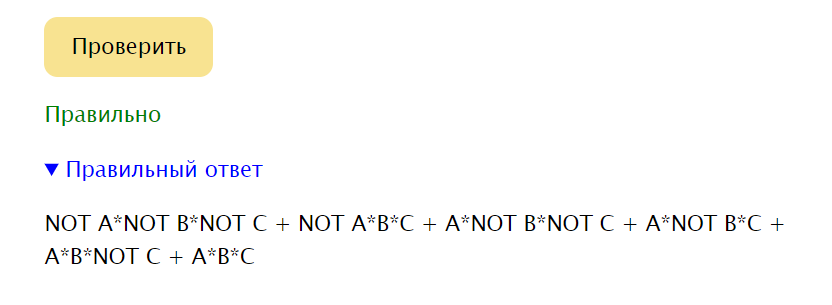 Проверить
Правильно
▼ Правильный ответ
NOT A*NOT B*NOT C + NOT A*B*C + A*NOT B*NOT C + A*NOT B*C +
A*B*NOT C + A*B*C